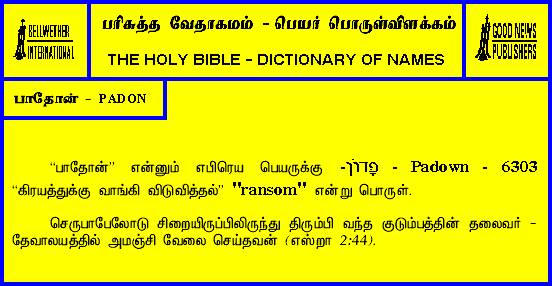 BELLWETHER
INTERNATIONAL
பரிசுத்த வேதாகமம் - பெயர் பொருள்விளக்கம்
THE HOLY BIBLE - DICTIONARY OF NAMES
GOOD NEWS
PUBLISHERS
பாதோன் - PADON
“பாதோன்” என்னும் எபிரெய பெயருக்கு -פָּדוֹן - Padown - 6303
“கிரயத்துக்கு வாங்கி விடுவித்தல்” "ransom" என்று பொருள்.
செருபாபேலோடு சிறையிருப்பிலிருந்து திரும்பி வந்த குடும்பத்தின் தலைவர் -
தேவாலயத்தில் அமஞ்சி வேலை செய்தவன் (எஸ்றா 2:44).